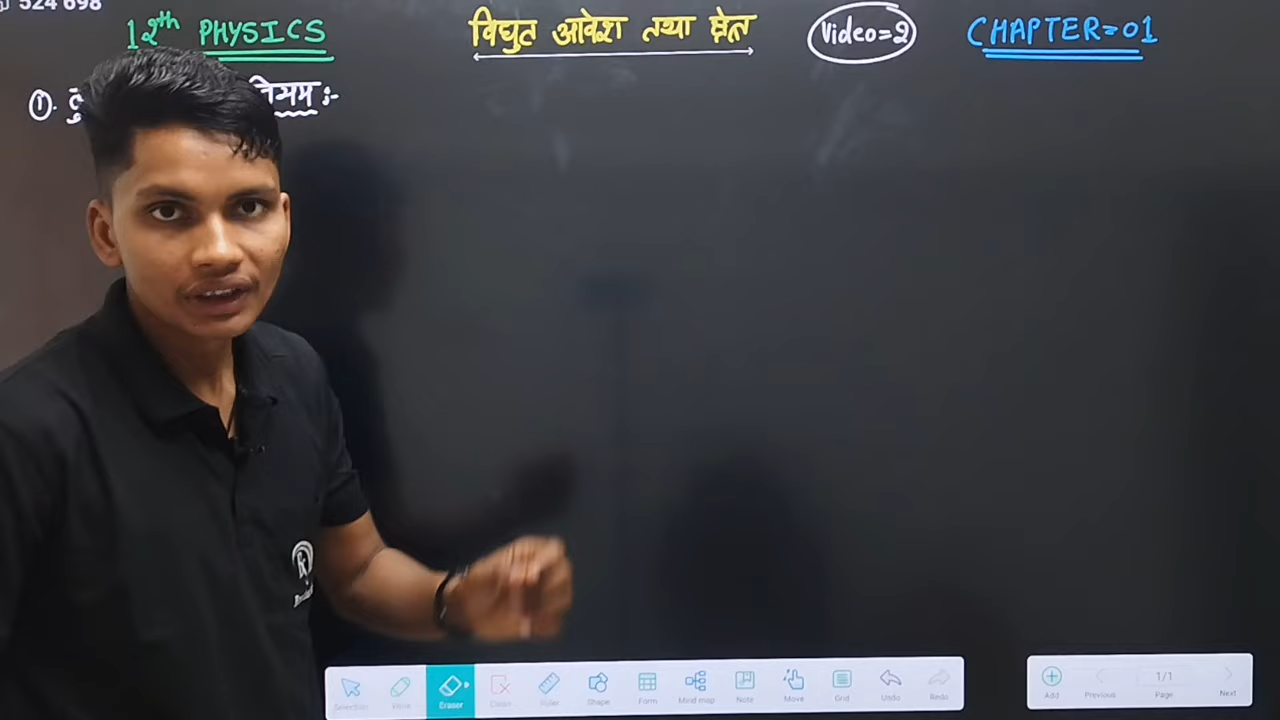 524 698
12th PHYSICS
विद्युत आवेश तथा क्षेत्र
Video=2
CHAPTER=01
①. नियम :-
Selection
Write
Eraser
Clean
Ruler
Shape
Form
Mind map
Note
Move
Grid
Undo
Redo
Add
Previous
1/1
Page
Next